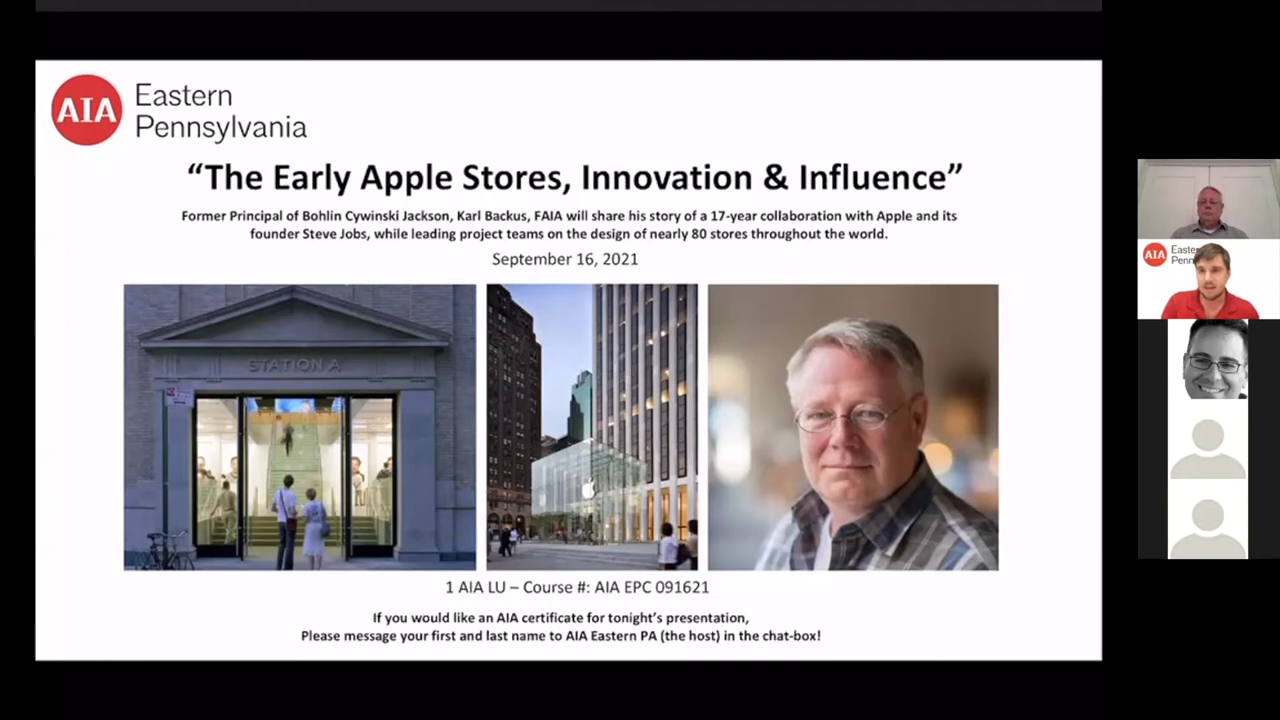 AIA Eastern
Pennsylvania
“The Early Apple Stores, Innovation & Influence”
Former Principal of Bohlin Cywinski Jackson, Karl Backus, FAIA will share his story of a 17-year collaboration with Apple and its
founder Steve Jobs, while leading project teams on the design of nearly 80 stores throughout the world.
September 16, 2021
STATION A
1 AIA LU – Course #: AIA EPC 091621
If you would like an AIA certificate for tonight’s presentation,
Please message your first and last name to AIA Eastern PA (the host) in the chat-box!
AIA Easte
Penn